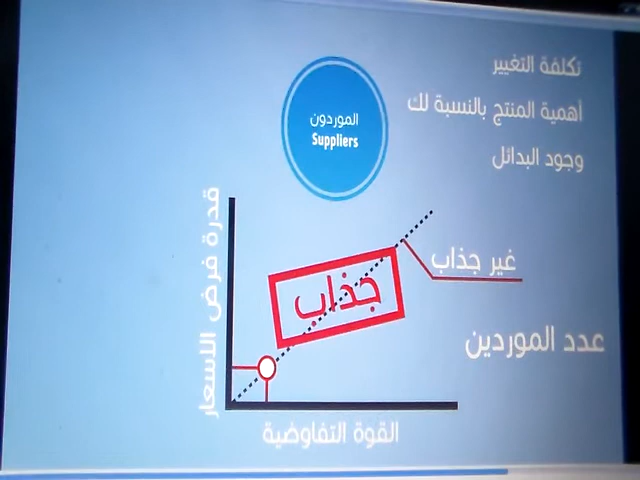 تكلفة التغيير
أهمية المنتج بالنسبة لك
وجود البدائل
الموردون
Suppliers
قدرة فرض الاسعار
غير جذاب
جذاب
عدد الموردين
القوة التفاوضية